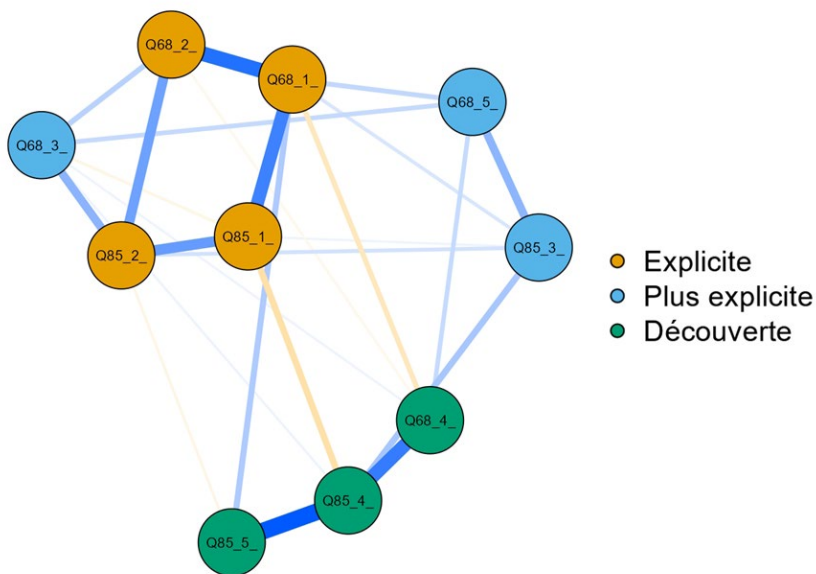 Q68_2_
Q68_1_
Q68_5_
Q68_3_
Q85_1_
Q85_2_
Q85_3_
Explicite
Plus explicite
Découverte
Q68_4_
Q85_4_
Q85_5_